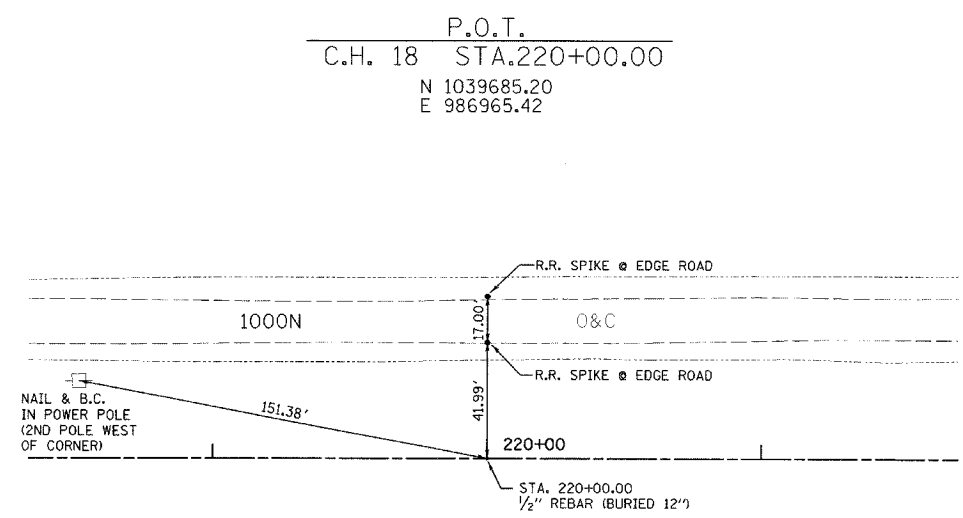 P.O.T.
C.H. 18 STA.220+00.00
N 1039685.20
E 986965.42
R.R. SPIKE @ EDGE ROAD
1000N
17.00'
O&C
R.R. SPIKE @ EDGE ROAD
NAIL & B.C.
IN POWER POLE
(2ND POLE WEST
OF CORNER)
151.38'
41.99'
220+00
STA. 220+00.00
1/2" REBAR (BURIED 12")